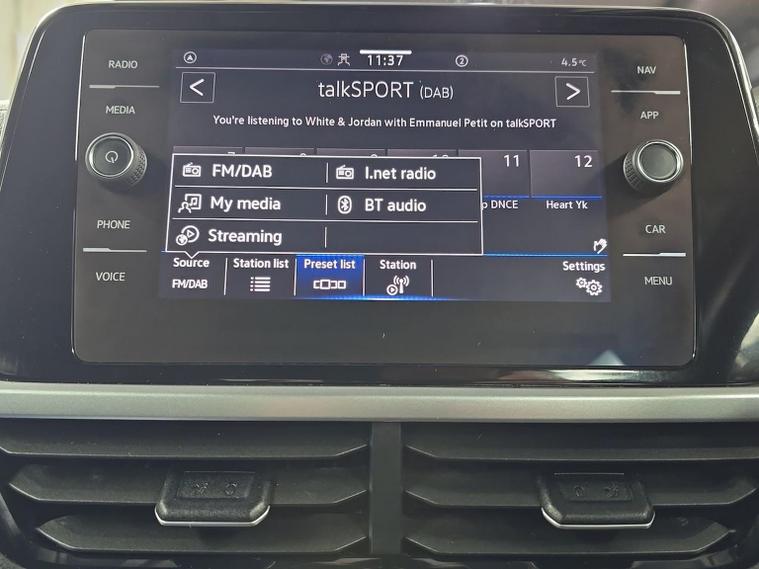 RADIO
MEDIA
PHONE
VOICE
NAV
APP
CAR
MENU
11:37
2
4.5°C
< talkSPORT (DAB) >
You're listening to White & Jordan with Emmanuel Petit on talkSPORT
11 12
DNCE Heart Yk
FM/DAB I.net radio
My media BT audio
Streaming
Source Station list Preset list Station Settings
FM/DAB